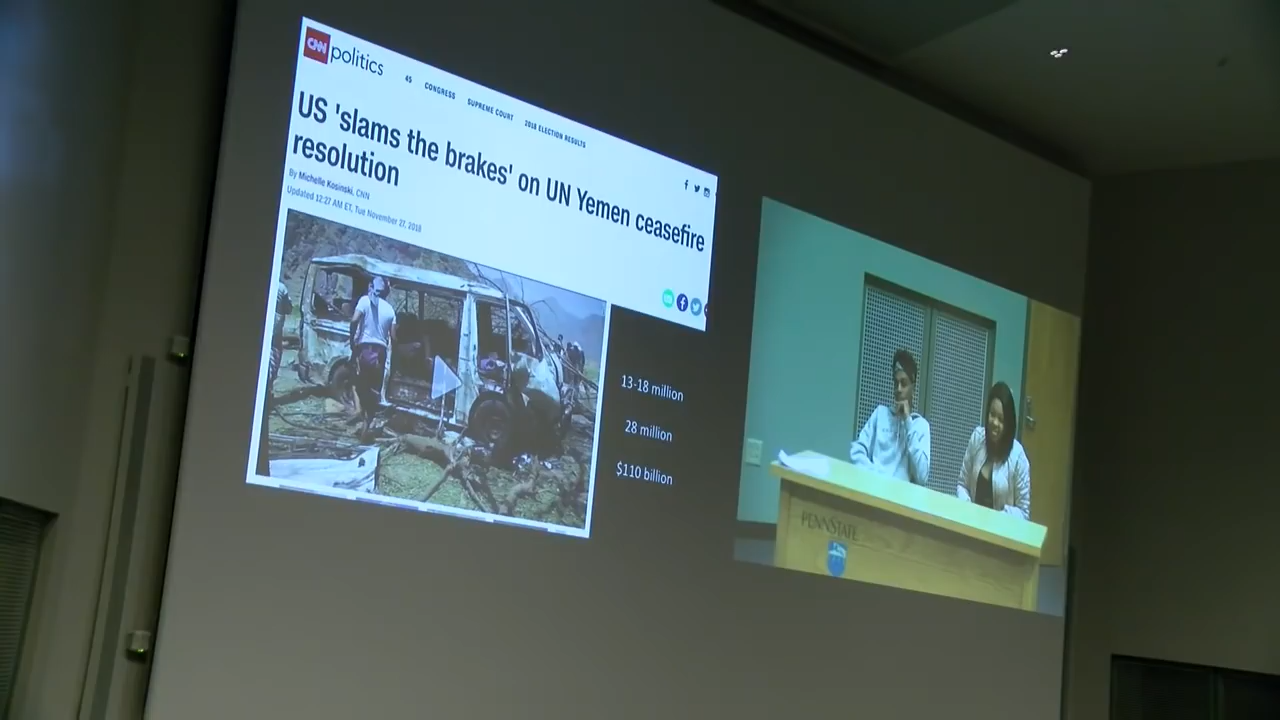 CNN politics
45 CONGRESS SUPREME COURT 2018 ELECTION RESULTS
US 'slams the brakes' on UN Yemen ceasefire
resolution
By Michelle Kosinski, CNN
Updated 12:27 AM ET, Tue November 27, 2018
13-18 million
28 million
$110 billion
PENNSTATE